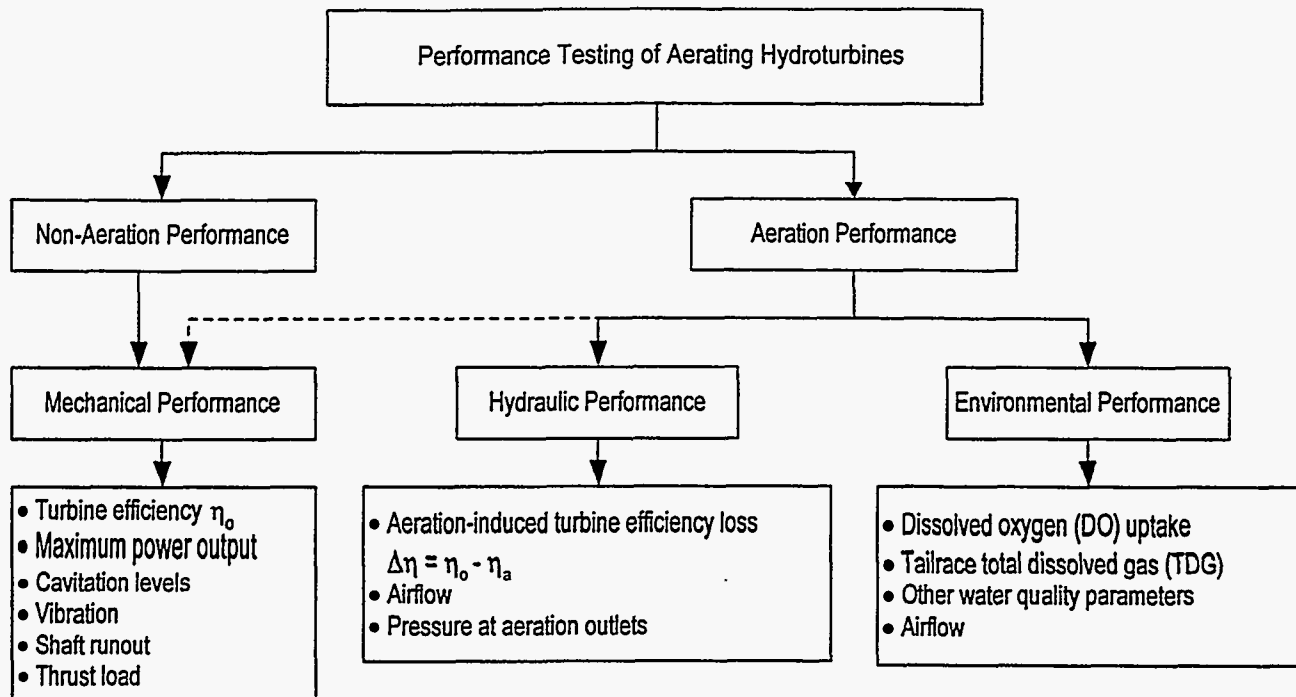 Performance Testing of Aerating Hydroturbines
Non-Aeration Performance
Aeration Performance
Mechanical Performance
Hydraulic Performance
Environmental Performance
• Turbine efficiency ηₒ
• Maximum power output
• Cavitation levels
• Vibration
• Shaft runout
• Thrust load
• Aeration-induced turbine efficiency loss
Δη = ηₒ - ηₐ
• Airflow
• Pressure at aeration outlets
• Dissolved oxygen (DO) uptake
• Tailrace total dissolved gas (TDG)
• Other water quality parameters
• Airflow